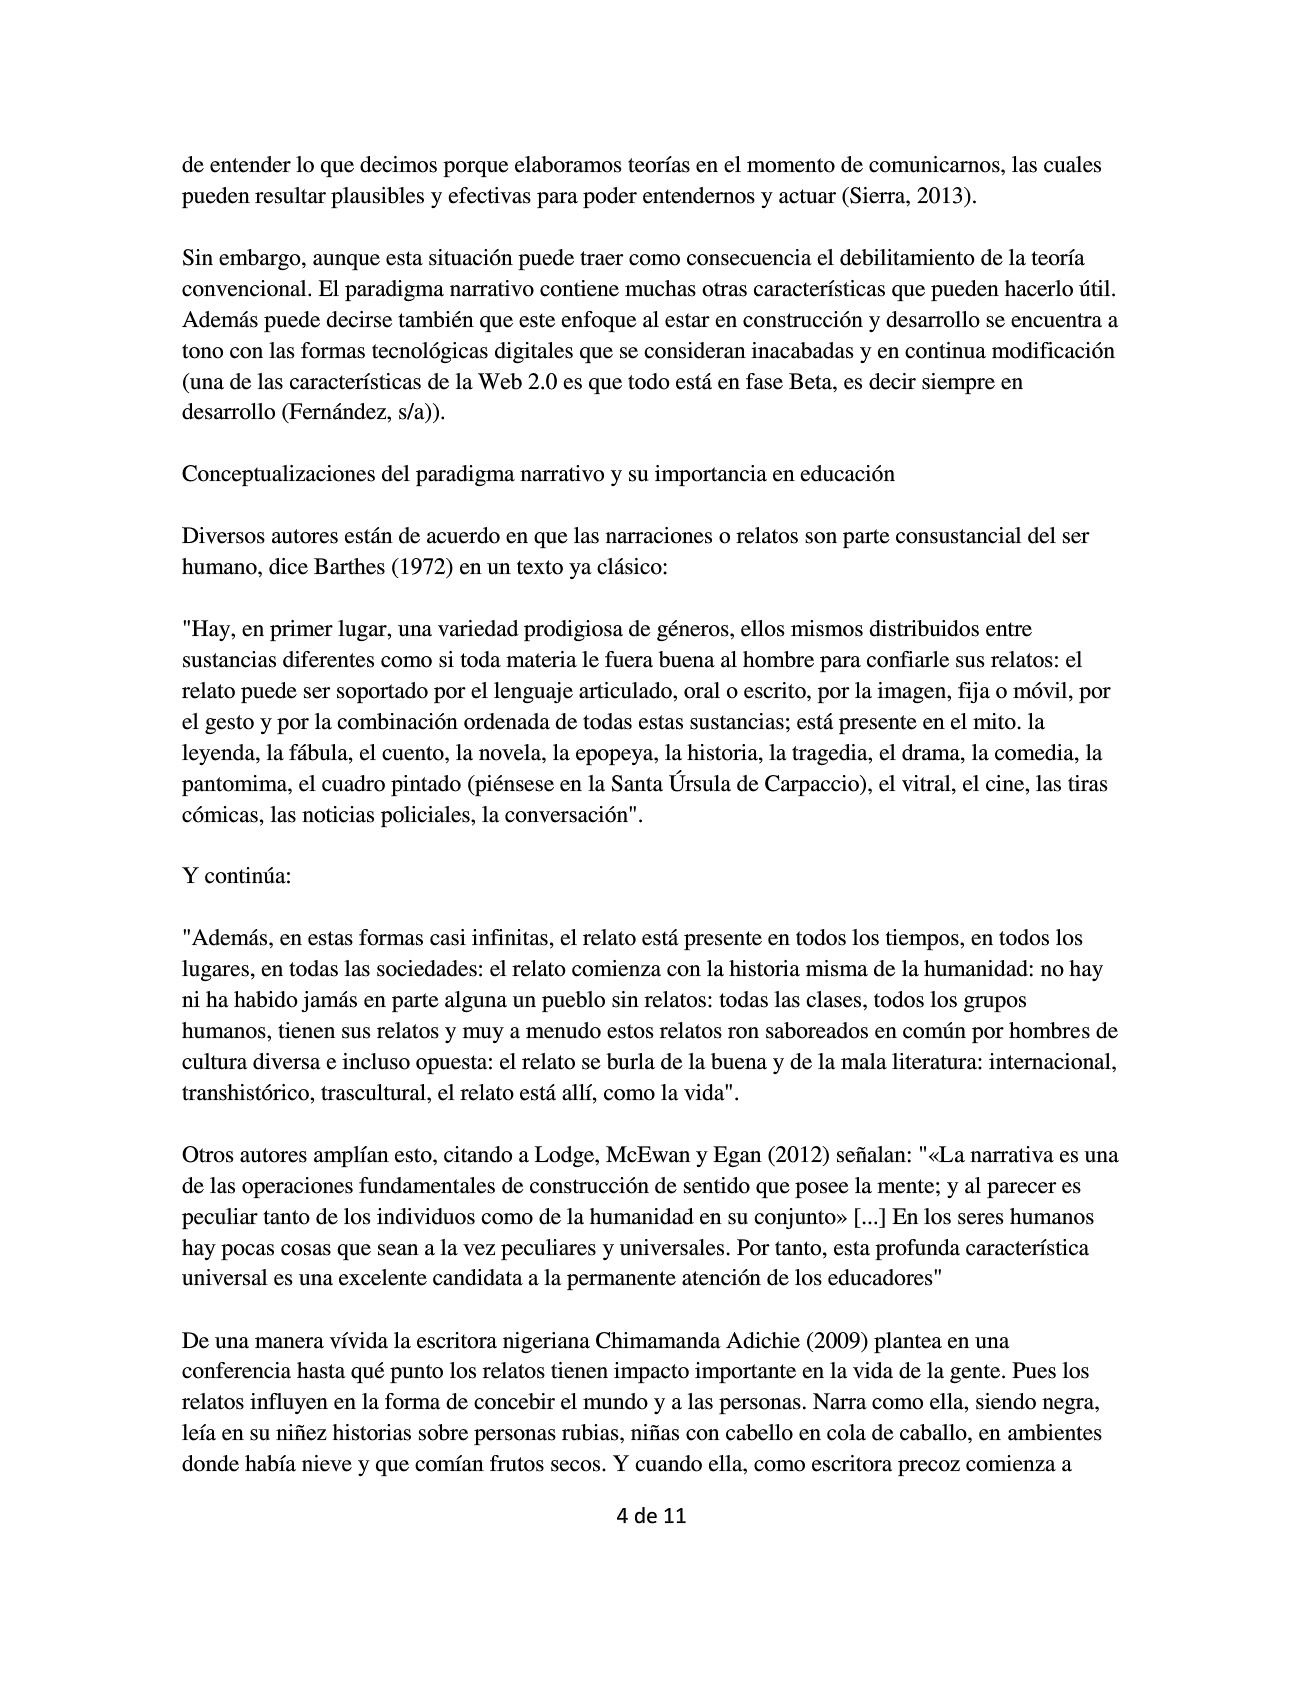 de entender lo que decimos porque elaboramos teorías en el momento de comunicarnos, las cuales
pueden resultar plausibles y efectivas para poder entendernos y actuar (Sierra, 2013).
Sin embargo, aunque esta situación puede traer como consecuencia el debilitamiento de la teoría
convencional. El paradigma narrativo contiene muchas otras características que pueden hacerlo útil.
Además puede decirse también que este enfoque al estar en construcción y desarrollo se encuentra a
tono con las formas tecnológicas digitales que se consideran inacabadas y en continua modificación
(una de las características de la Web 2.0 es que todo está en fase Beta, es decir siempre en
desarrollo (Fernández, s/a)).
Conceptualizaciones del paradigma narrativo y su importancia en educación
Diversos autores están de acuerdo en que las narraciones o relatos son parte consustancial del ser
humano, dice Barthes (1972) en un texto ya clásico:
"Hay, en primer lugar, una variedad prodigiosa de géneros, ellos mismos distribuidos entre
sustancias diferentes como si toda materia le fuera buena al hombre para confiarle sus relatos: el
relato puede ser soportado por el lenguaje articulado, oral o escrito, por la imagen, fija o móvil, por
el gesto y por la combinación ordenada de todas estas sustancias; está presente en el mito. la
leyenda, la fábula, el cuento, la novela, la epopeya, la historia, la tragedia, el drama, la comedia, la
pantomima, el cuadro pintado (piénsese en la Santa Úrsula de Carpaccio), el vitral, el cine, las tiras
cómicas, las noticias policiales, la conversación".
Y continúa:
"Además, en estas formas casi infinitas, el relato está presente en todos los tiempos, en todos los
lugares, en todas las sociedades: el relato comienza con la historia misma de la humanidad: no hay
ni ha habido jamás en parte alguna un pueblo sin relatos: todas las clases, todos los grupos
humanos, tienen sus relatos y muy a menudo estos relatos ron saboreados en común por hombres de
cultura diversa e incluso opuesta: el relato se burla de la buena y de la mala literatura: internacional,
transhistórico, trascultural, el relato está allí, como la vida".
Otros autores amplían esto, citando a Lodge, McEwan y Egan (2012) señalan: "«La narrativa es una
de las operaciones fundamentales de construcción de sentido que posee la mente; y al parecer es
peculiar tanto de los individuos como de la humanidad en su conjunto» [...] En los seres humanos
hay pocas cosas que sean a la vez peculiares y universales. Por tanto, esta profunda característica
universal es una excelente candidata a la permanente atención de los educadores"
De una manera vívida la escritora nigeriana Chimamanda Adichie (2009) plantea en una
conferencia hasta qué punto los relatos tienen impacto importante en la vida de la gente. Pues los
relatos influyen en la forma de concebir el mundo y a las personas. Narra como ella, siendo negra,
leía en su niñez historias sobre personas rubias, niñas con cabello en cola de caballo, en ambientes
donde había nieve y que comían frutos secos. Y cuando ella, como escritora precoz comienza a
4 de 11